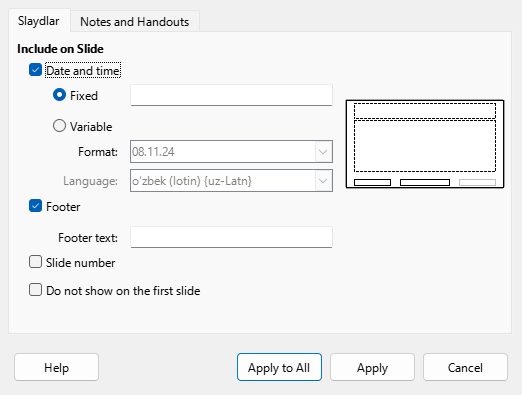 Slaydlar
Notes and Handouts
Include on Slide
Date and time
Fixed
Variable
Format: 08.11.24
Language: o'zbek (lotin) {uz-Latn}
Footer
Footer text:
Slide number
Do not show on the first slide
Help
Apply to All
Apply
Cancel